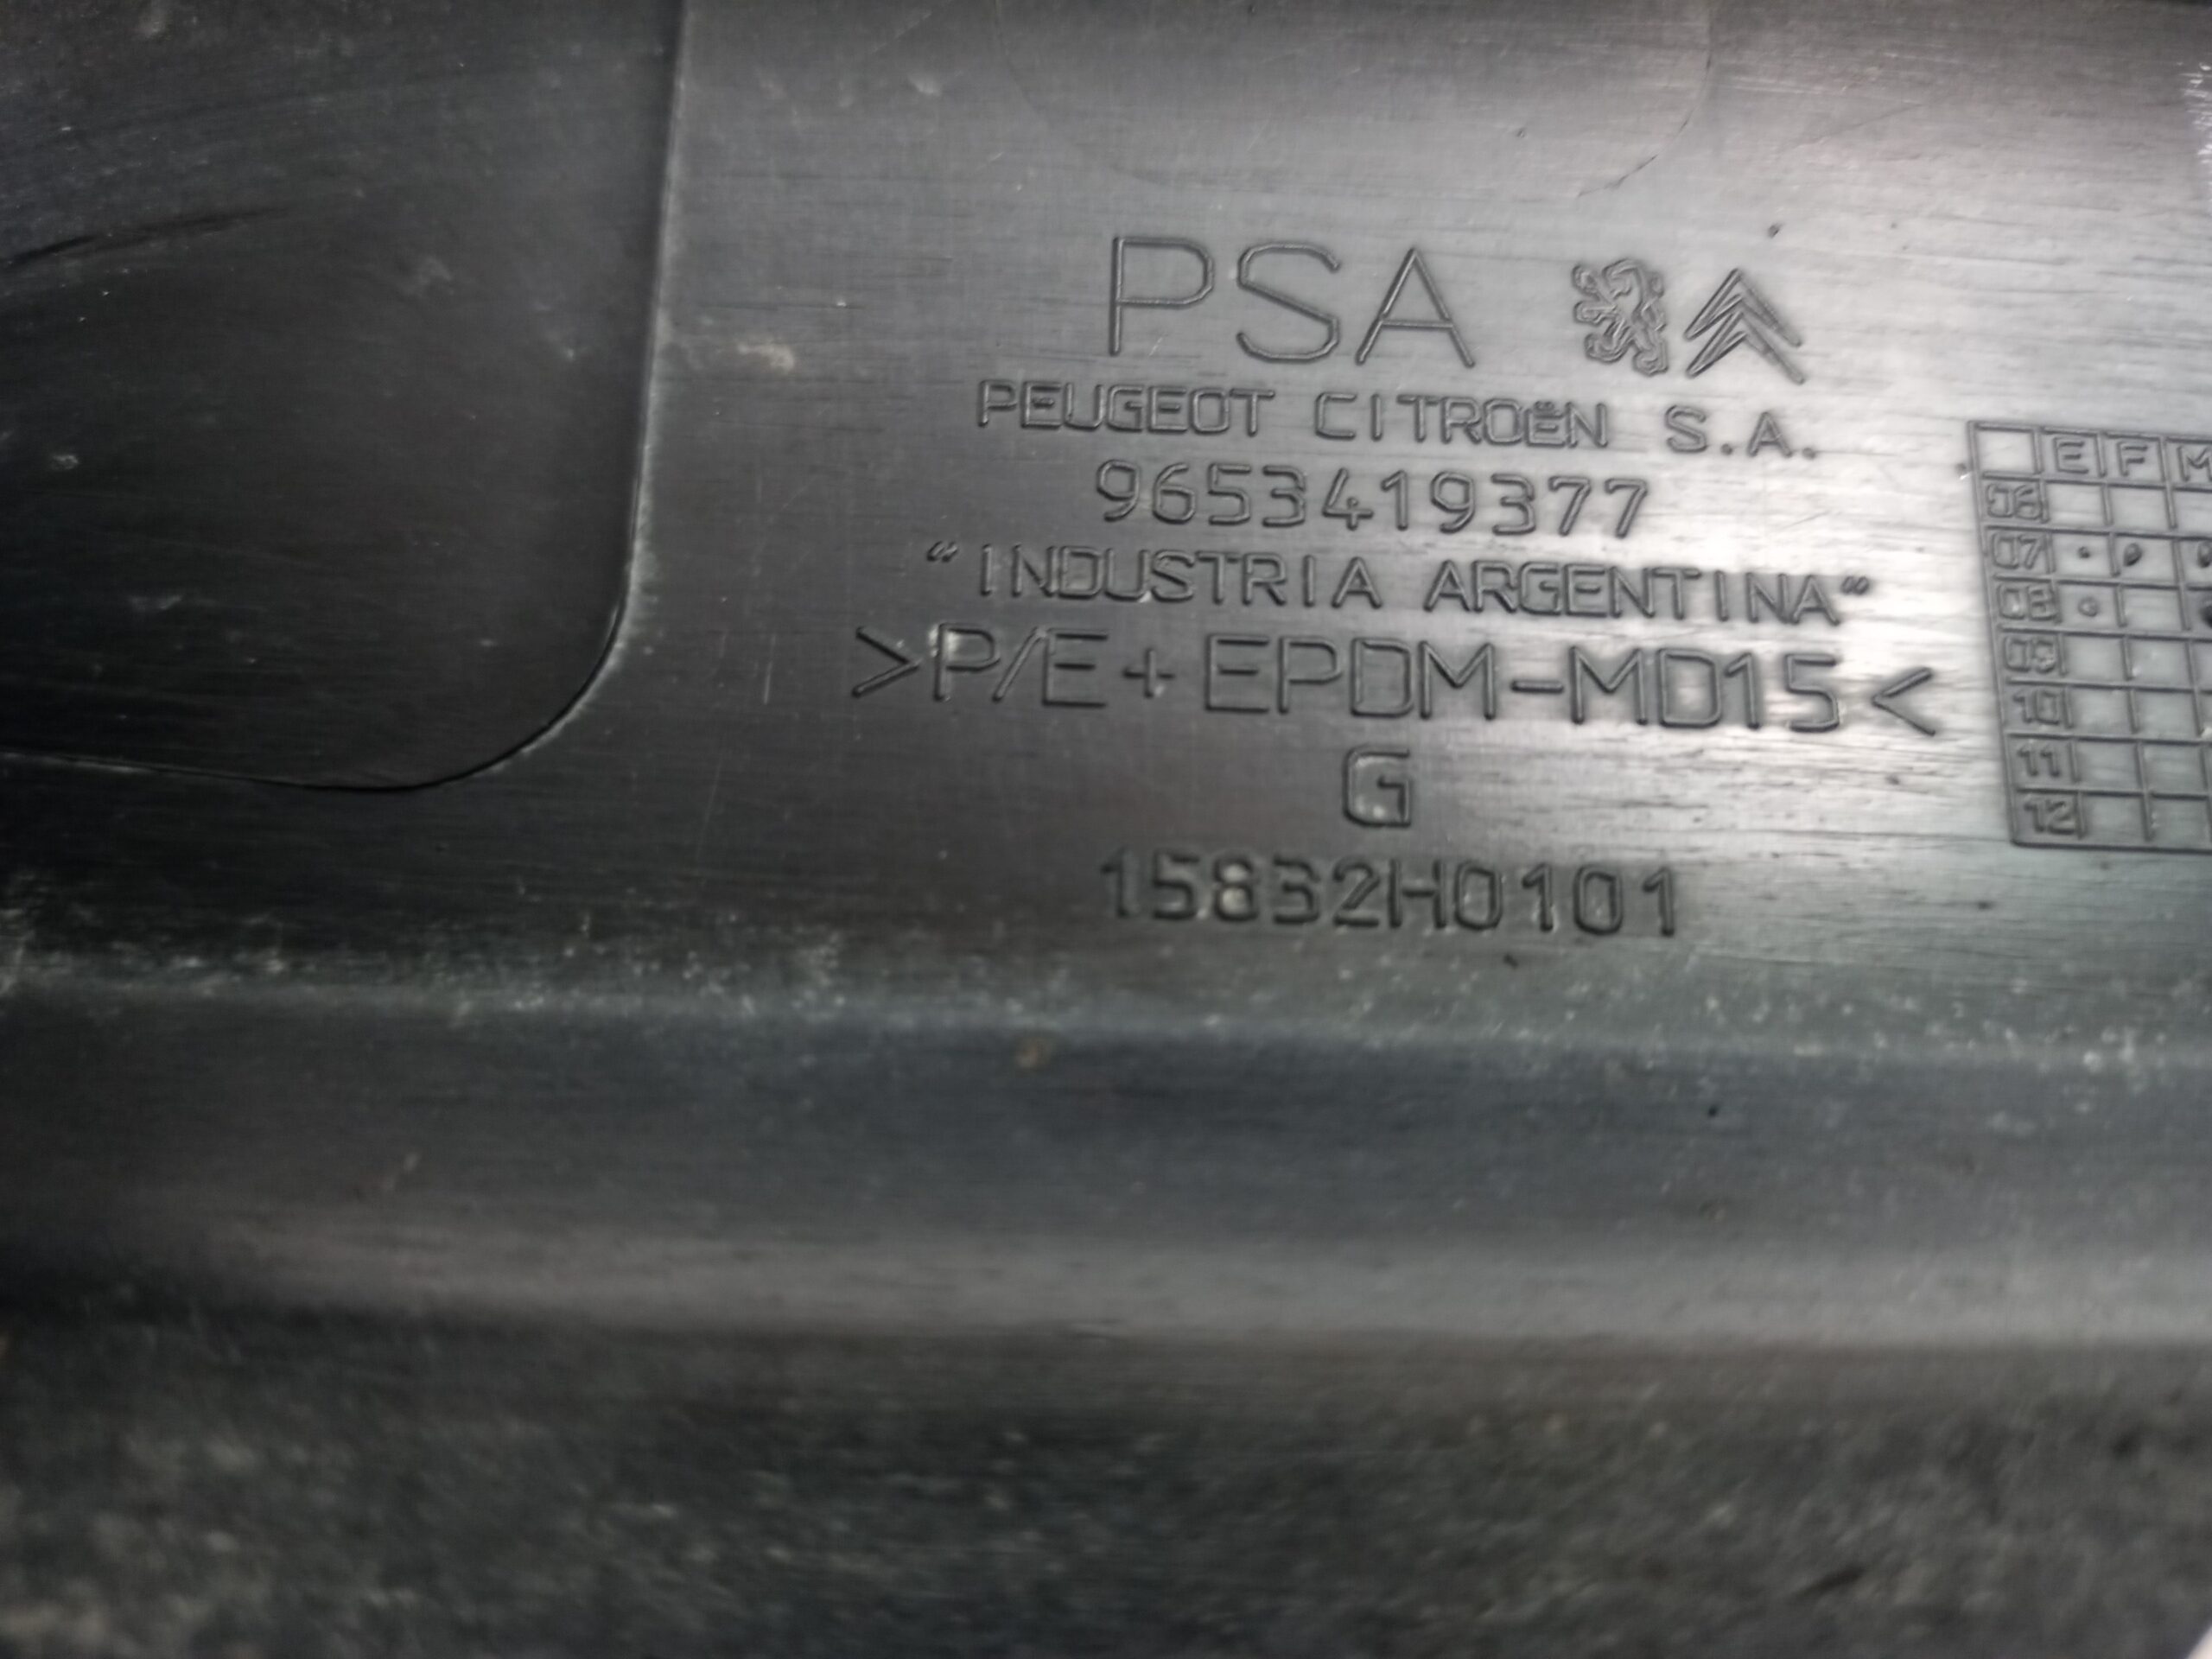 PSA
PEUGEOT CITROËN S.A.
9653419377
"INDUSTRIA ARGENTINA"
>P/E+EPDM-MD15<
G
15832H0101
E F M
06
07
08
09
10
11
12